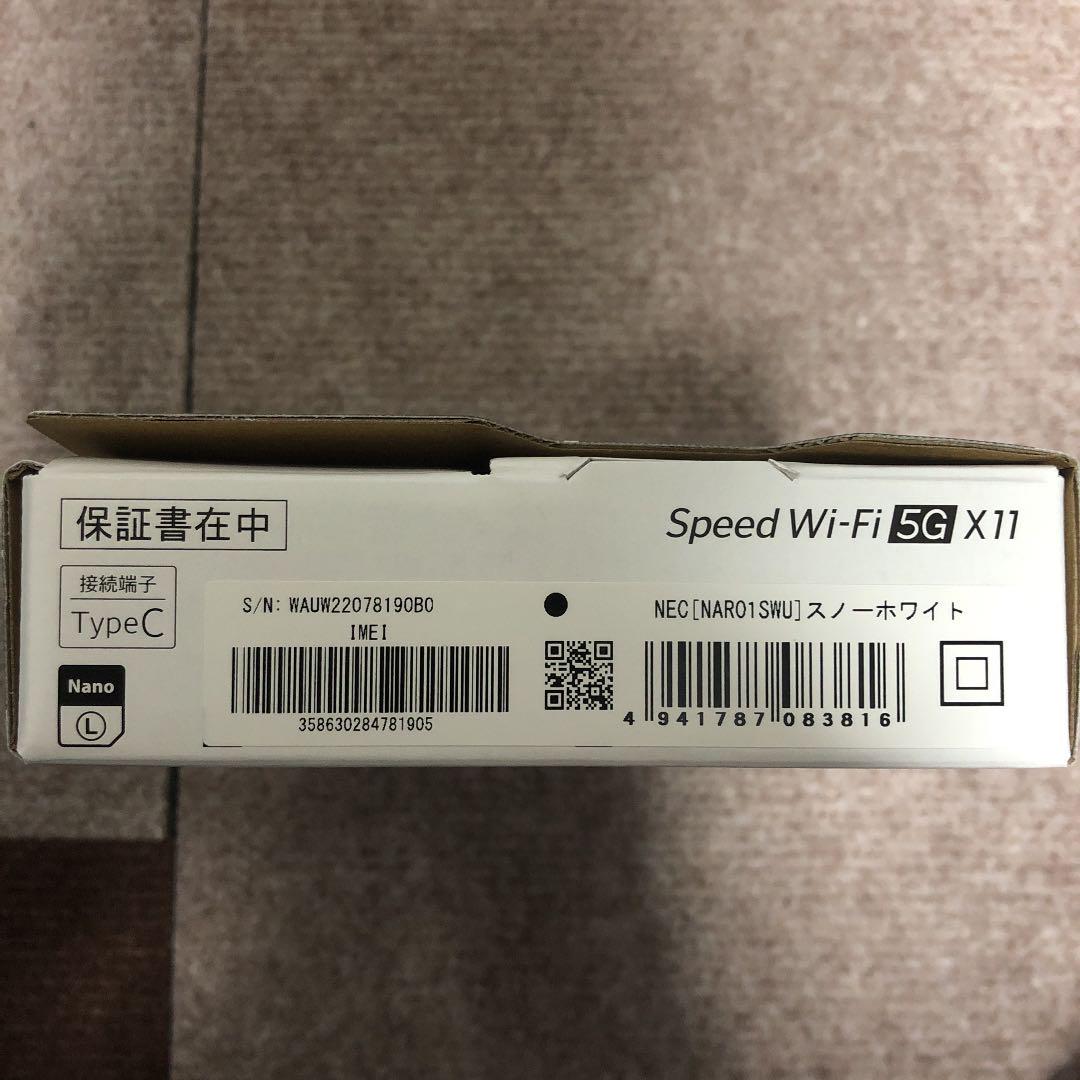 保証書在中
Speed Wi-Fi 5G X11
接続端子
TypeC
Nano
L
S/N: WAUW22078190B0
IMEI
358630284781905
NEC[NAR01SWU]スノーホワイト
4 941787 083816